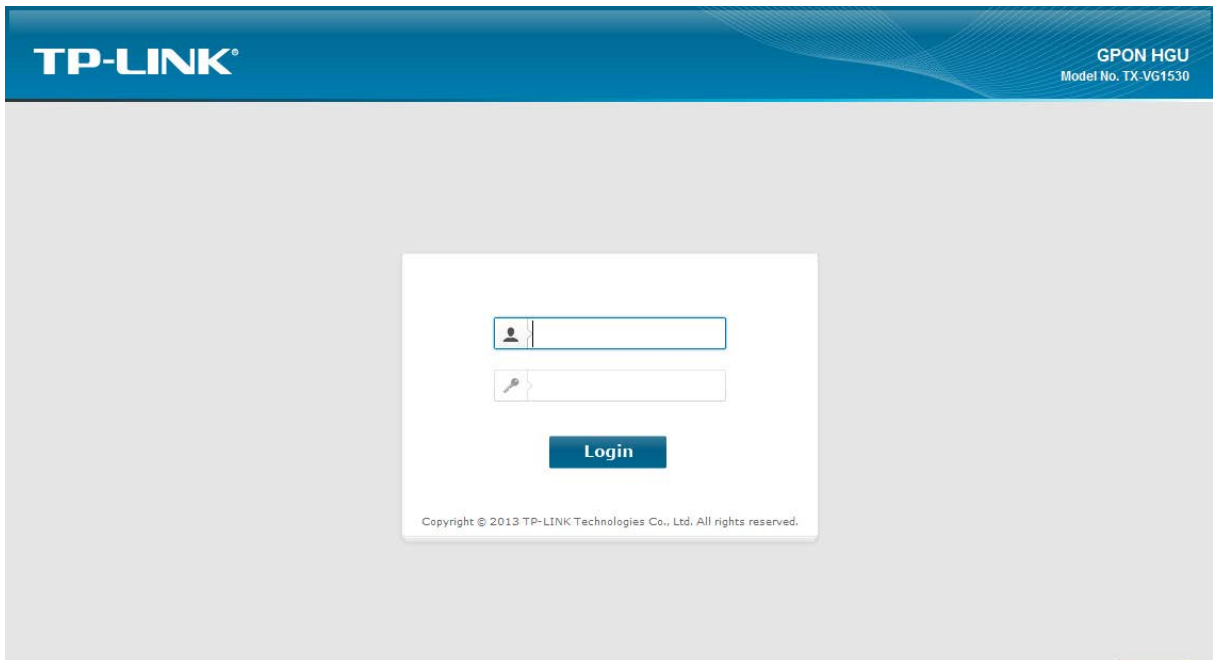 TP-LINK®
GPON HGU
Model No. TX-VG1530
Login
Copyright © 2013 TP-LINK Technologies Co., Ltd. All rights reserved.